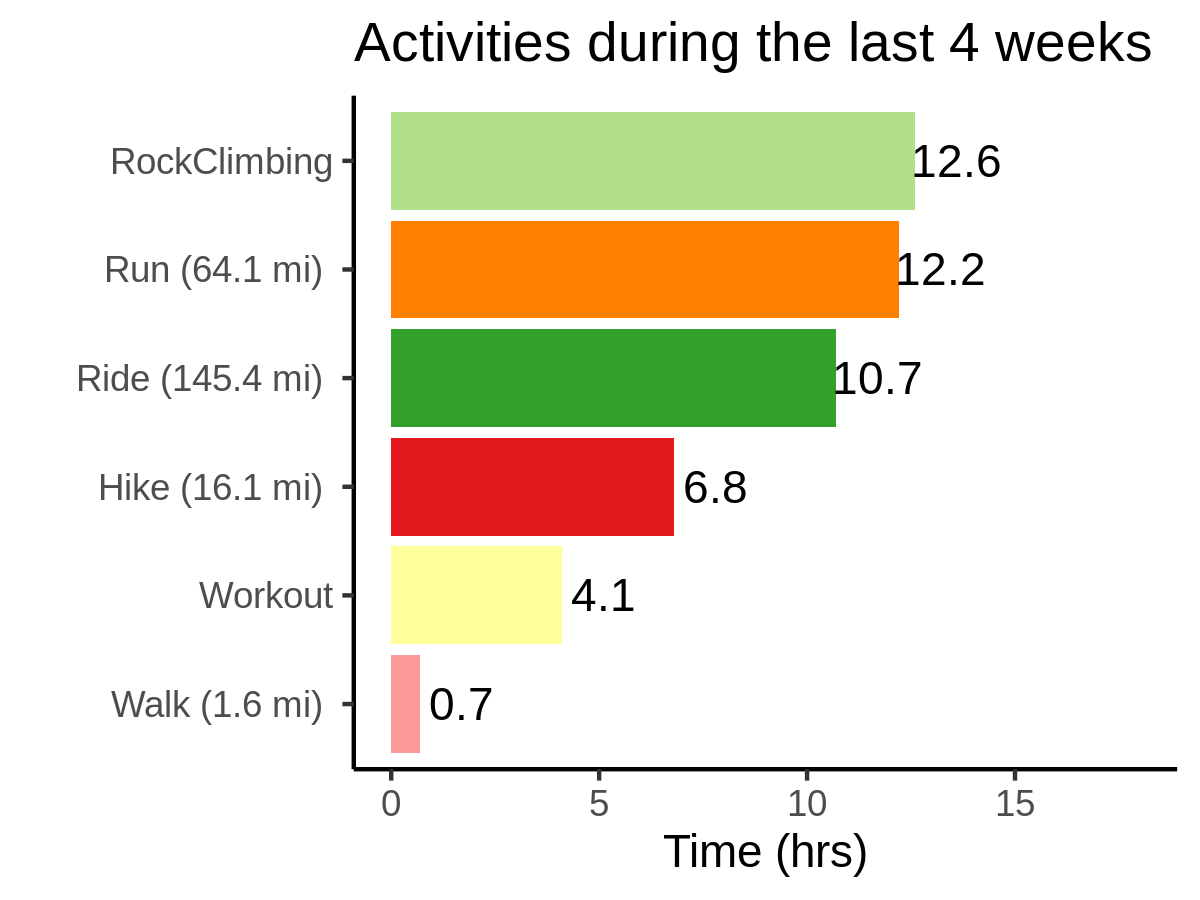 Activities during the last 4 weeks
RockClimbing 12.6
Run (64.1 mi) 12.2
Ride (145.4 mi) 10.7
Hike (16.1 mi) 6.8
Workout 4.1
Walk (1.6 mi) 0.7
0 5 10 15
Time (hrs)